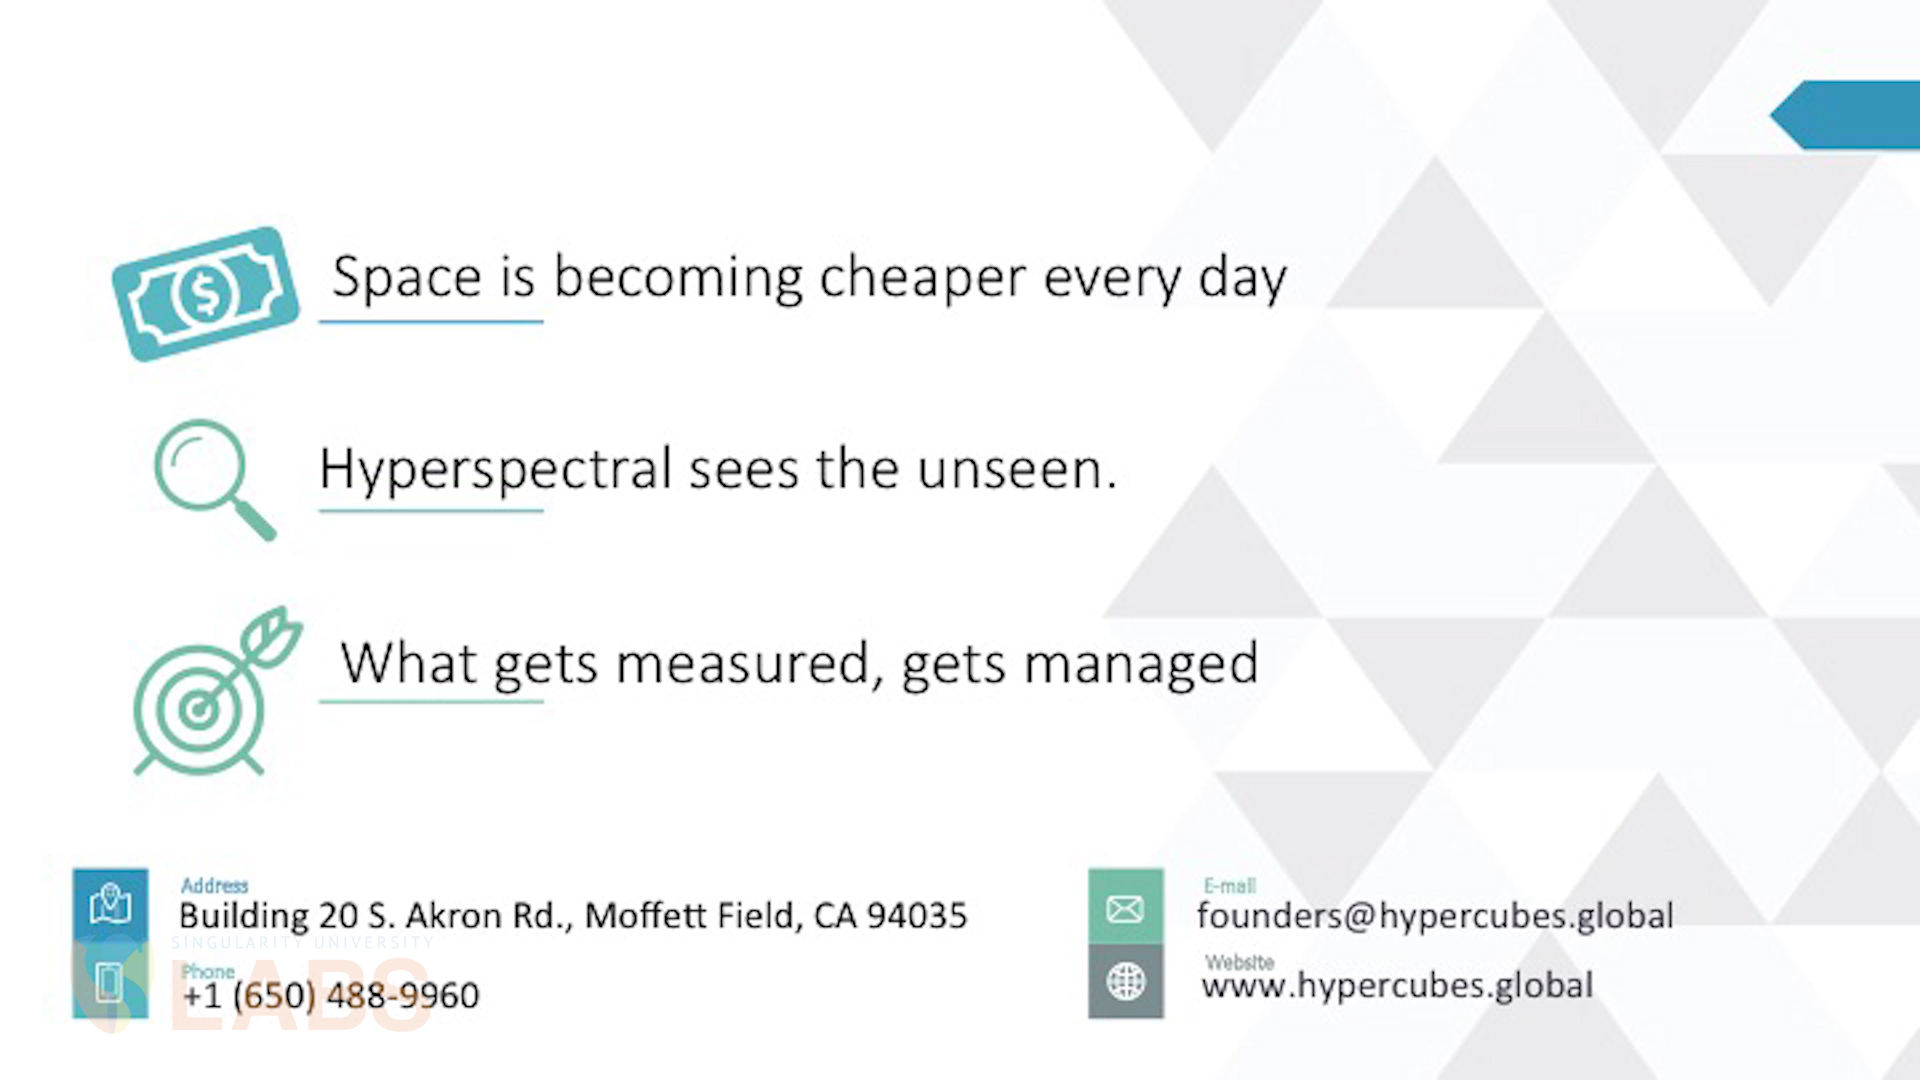 Space is becoming cheaper every day
Hyperspectral sees the unseen.
What gets measured, gets managed
Address
Building 20 S. Akron Rd., Moffett Field, CA 94035
SINGULARITY UNIVERSITY
LABS
Phone
+1 (650) 488-9960
E-mail
founders@hypercubes.global
Website
www.hypercubes.global